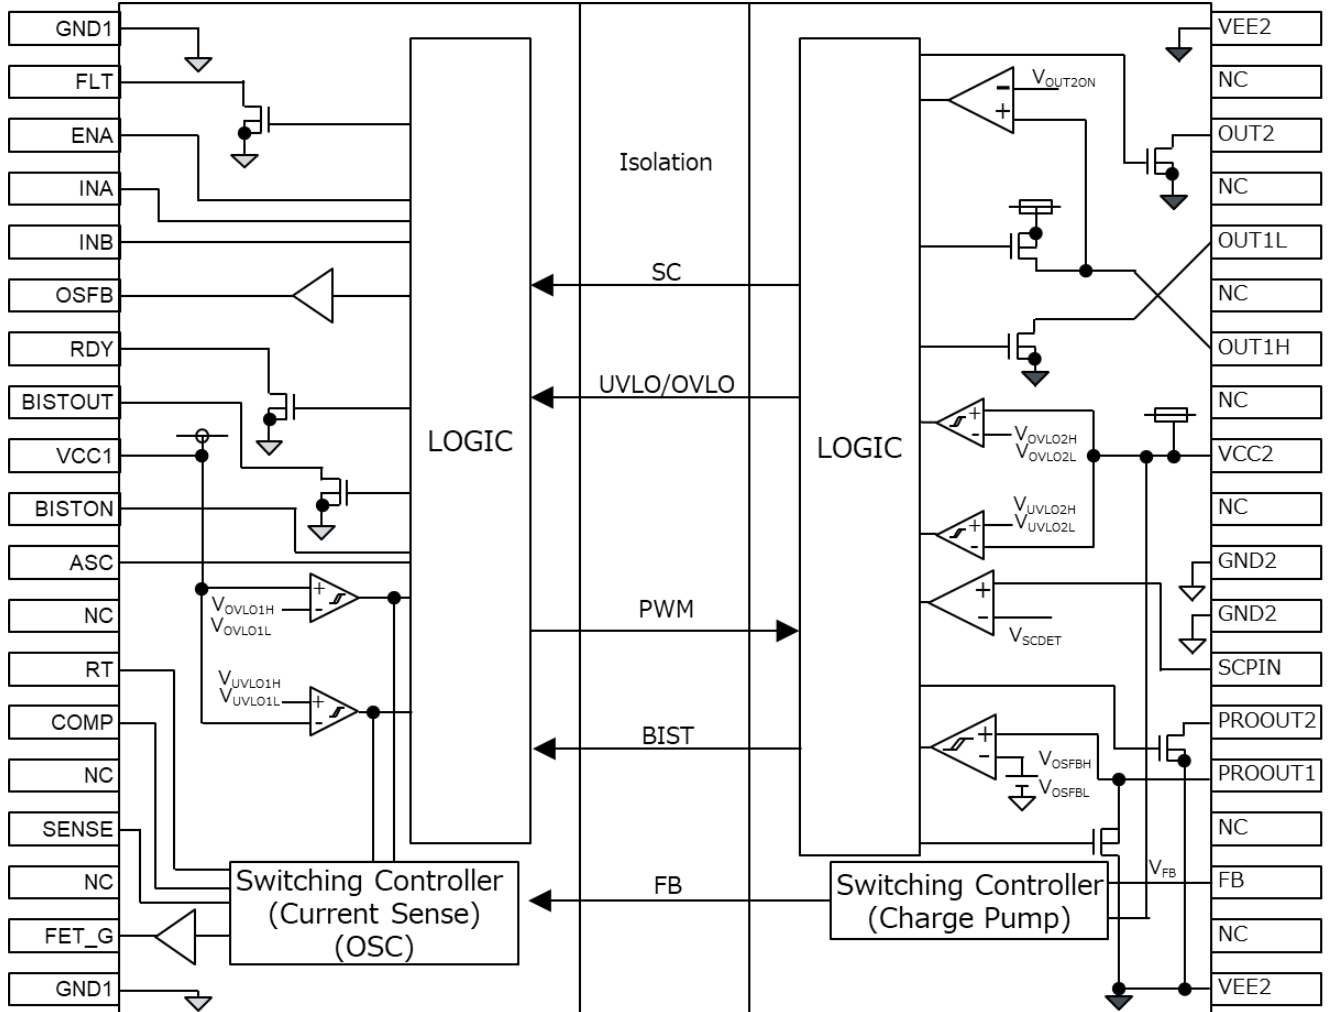 GND1
FLT
ENA
INA
INB
OSFB
RDY
BISTOUT
VCC1
BISTON
ASC
NC
RT
COMP
NC
SENSE
NC
FET_G
GND1
VOVLO1H
VOVLO1L
VUVLO1H
VUVLO1L
+
-
+
-
LOGIC
Switching Controller
(Current Sense)
(OSC)
Isolation
SC
UVLO/OVLO
PWM
BIST
FB
LOGIC
-
+
VOUT2ON
+
-
VOVLO2H
VOVLO2L
+
-
VUVLO2H
VUVLO2L
+
-
VSCDET
+
-
VOSFBH
VOSFBL
Switching Controller
(Charge Pump)
VFB
VEE2
NC
OUT2
NC
OUT1L
NC
OUT1H
NC
VCC2
NC
GND2
GND2
SCPIN
PROOUT2
PROOUT1
NC
FB
NC
VEE2